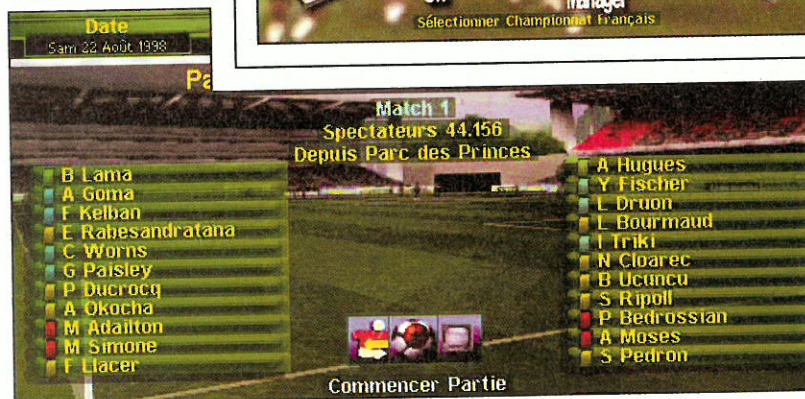 Manager
Sélectionner Championnat Français
Date
Sam 22 Août 1998
Match 1
Spectateurs 44.156
Depuis Parc des Princes
B Lama
A Goma
F Kelban
E Rabesandratana
C Worns
G Paisley
P Ducrocq
A Okocha
M Adailton
M Simone
F Llacer
A Hugues
Y Fischer
L Druon
L Bourmaud
I Triki
N Cloarec
B Ucuncu
S Ripoll
P Bedrossian
A Moses
S Pedron
Commencer Partie